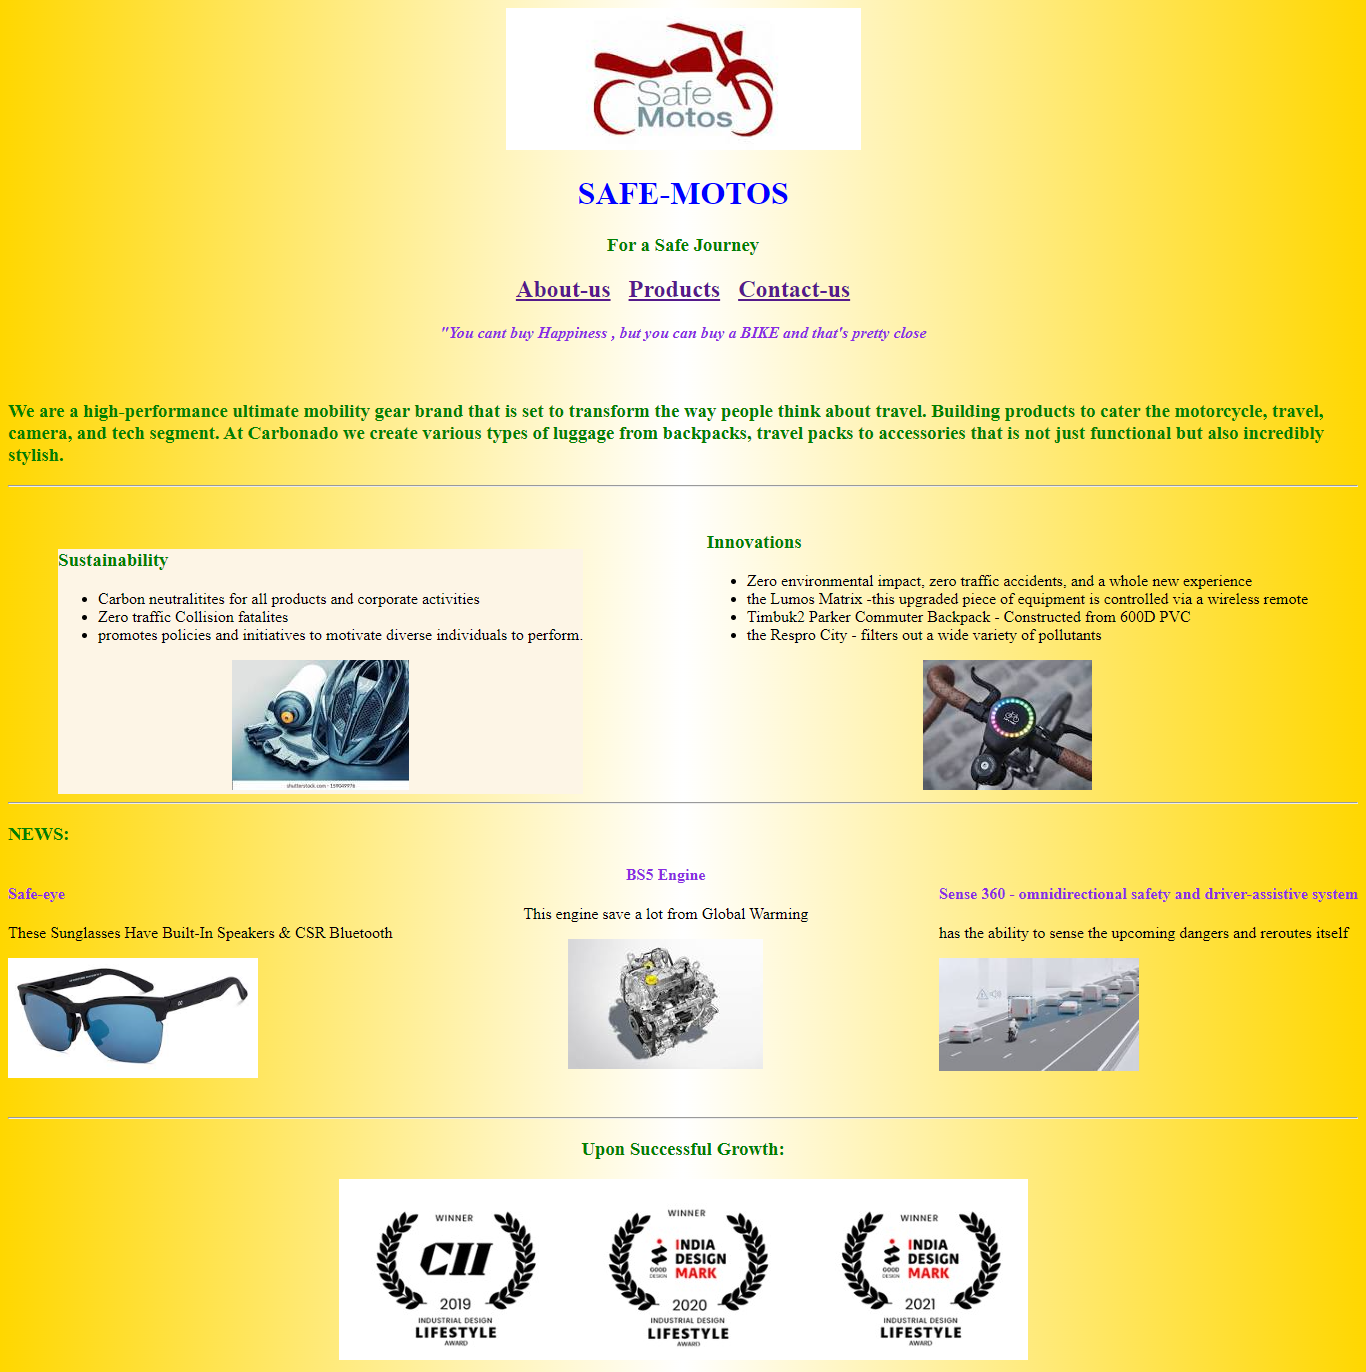 Safe
Motos
SAFE-MOTOS
For a Safe Journey
About-us Products Contact-us
"You cant buy Happiness , but you can buy a BIKE and that's pretty close
We are a high-performance ultimate mobility gear brand that is set to transform the way people think about travel. Building products to cater the motorcycle, travel,
camera, and tech segment. At Carbonado we create various types of luggage from backpacks, travel packs to accessories that is not just functional but also incredibly
stylish.
Sustainability
• Carbon neutralitites for all products and corporate activities
• Zero traffic Collision fatalites
• promotes policies and initiatives to motivate diverse individuals to perform.
shutterstock.com · 159049976
Innovations
• Zero environmental impact, zero traffic accidents, and a whole new experience
• the Lumos Matrix -this upgraded piece of equipment is controlled via a wireless remote
• Timbuk2 Parker Commuter Backpack - Constructed from 600D PVC
• the Respro City - filters out a wide variety of pollutants
NEWS:
Safe-eye
These Sunglasses Have Built-In Speakers & CSR Bluetooth
BS5 Engine
This engine save a lot from Global Warming
Sense 360 - omnidirectional safety and driver-assistive system
has the ability to sense the upcoming dangers and reroutes itself
Upon Successful Growth:
WINNER
CII
2019
INDUSTRIAL DESIGN
LIFESTYLE
AWARD
WINNER
GOOD
DESIGN
INDIA
DESIGN
MARK
2020
INDUSTRIAL DESIGN
LIFESTYLE
AWARD
WINNER
GOOD
DESIGN
INDIA
DESIGN
MARK
2021
INDUSTRIAL DESIGN
LIFESTYLE
AWARD